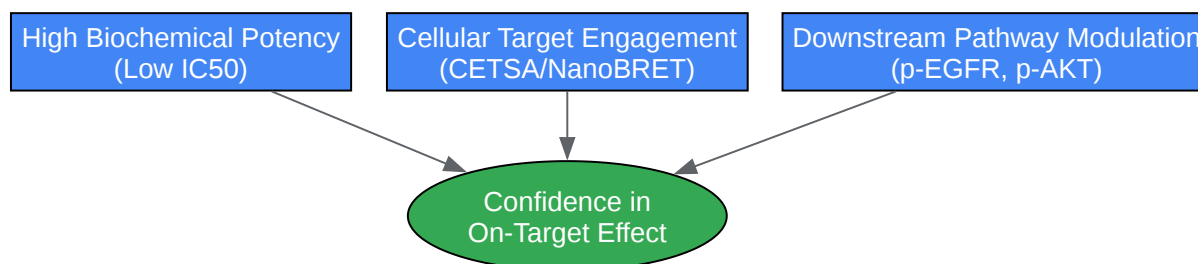 High Biochemical Potency
(Low IC50)
Cellular Target Engagement
(CETSA/NanoBRET)
Downstream Pathway Modulation
(p-EGFR, p-AKT)
Confidence in
On-Target Effect